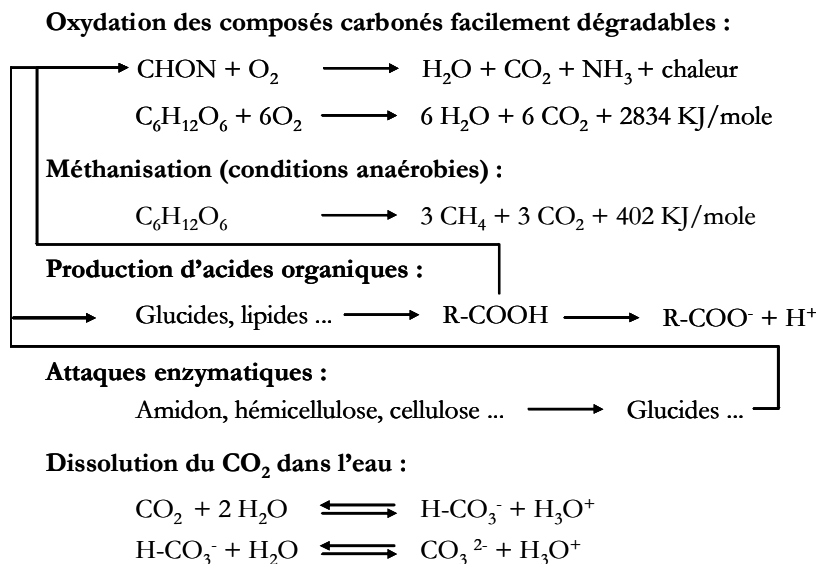 Oxydation des composés carbonés facilement dégradables :
CHON + O₂ ⟶ H₂O + CO₂ + NH₃ + chaleur
C₆H₁₂O₆ + 6O₂ ⟶ 6 H₂O + 6 CO₂ + 2834 KJ/mole
Méthanisation (conditions anaérobies) :
C₆H₁₂O₆ ⟶ 3 CH₄ + 3 CO₂ + 402 KJ/mole
Production d'acides organiques :
Glucides, lipides ... ⟶ R-COOH ⟶ R-COO⁻ + H⁺
Attaques enzymatiques :
Amidon, hémicellulose, cellulose ... ⟶ Glucides ...
Dissolution du CO₂ dans l'eau :
CO₂ + 2 H₂O ⇌ H-CO₃⁻ + H₃O⁺
H-CO₃⁻ + H₂O ⇌ CO₃²⁻ + H₃O⁺